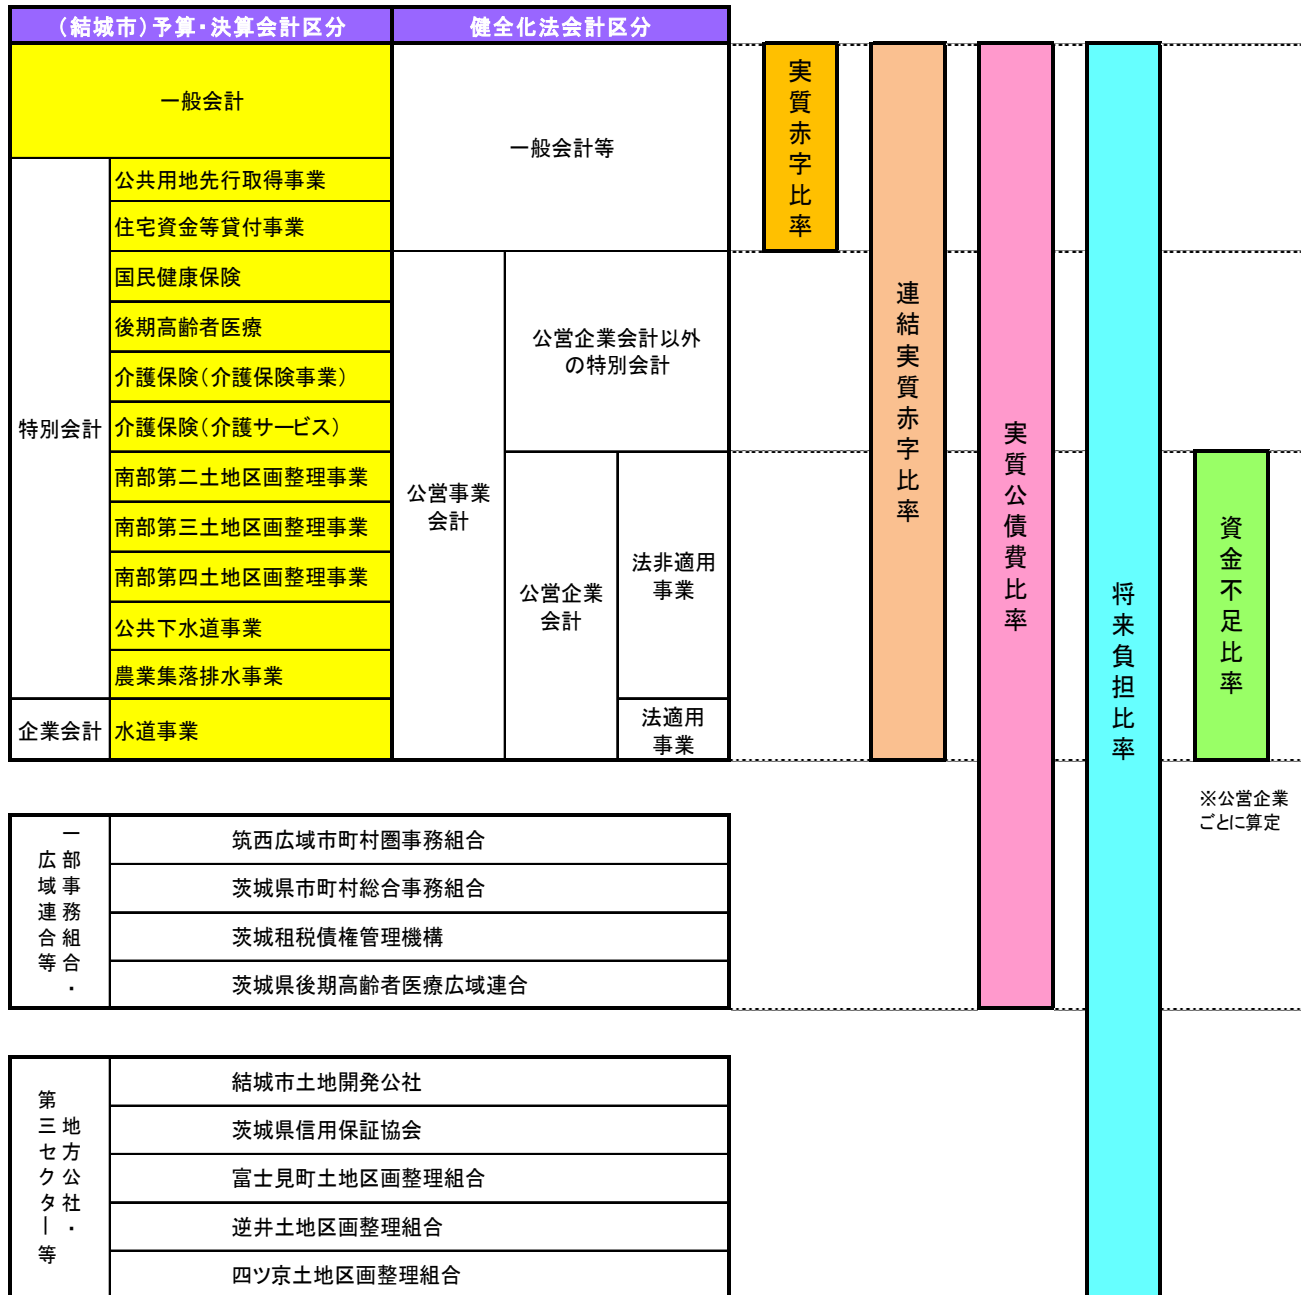 （結城市）予算・決算会計区分
健全化法会計区分
一般会計
一般会計等
特別会計
公共用地先行取得事業
住宅資金等貸付事業
国民健康保険
後期高齢者医療
介護保険（介護保険事業）
介護保険（介護サービス）
南部第二土地区画整理事業
南部第三土地区画整理事業
南部第四土地区画整理事業
公共下水道事業
農業集落排水事業
企業会計
水道事業
公営事業
会計
公営企業会計以外
の特別会計
公営企業
会計
法非適用
事業
法適用
事業
実質赤字比率
連結実質赤字比率
実質公債費比率
将来負担比率
資金不足比率
※公営企業
ごとに算定
一部事務組合・
広域連合等
筑西広域市町村圏事務組合
茨城県市町村総合事務組合
茨城租税債権管理機構
茨城県後期高齢者医療広域連合
地方公社・
第三セクター等
結城市土地開発公社
茨城県信用保証協会
富士見町土地区画整理組合
逆井土地区画整理組合
四ツ京土地区画整理組合